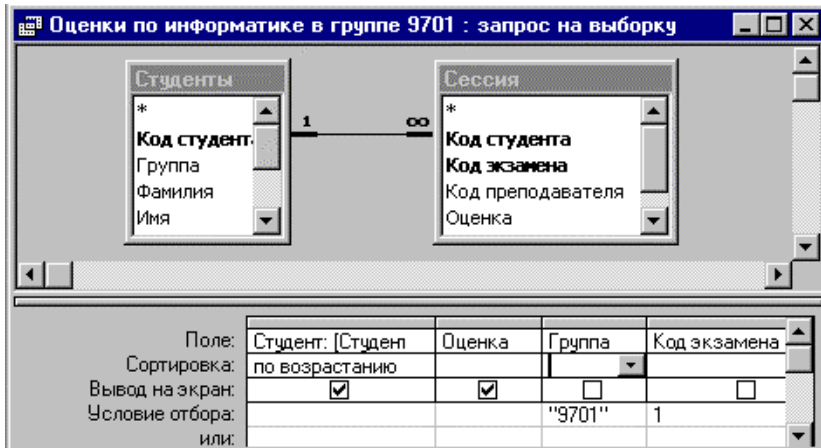 Оценки по информатике в группе 9701 : запрос на выборку
Студенты
*
Код студент
Группа
Фамилия
Имя
1
∞
Сессия
*
Код студента
Код экзамена
Код преподавателя
Оценка
Поле: Студент: [Студен Оценка Группа Код экзамена
Сортировка: по возрастанию
Вывод на экран:
Условие отбора: "9701" 1
или: